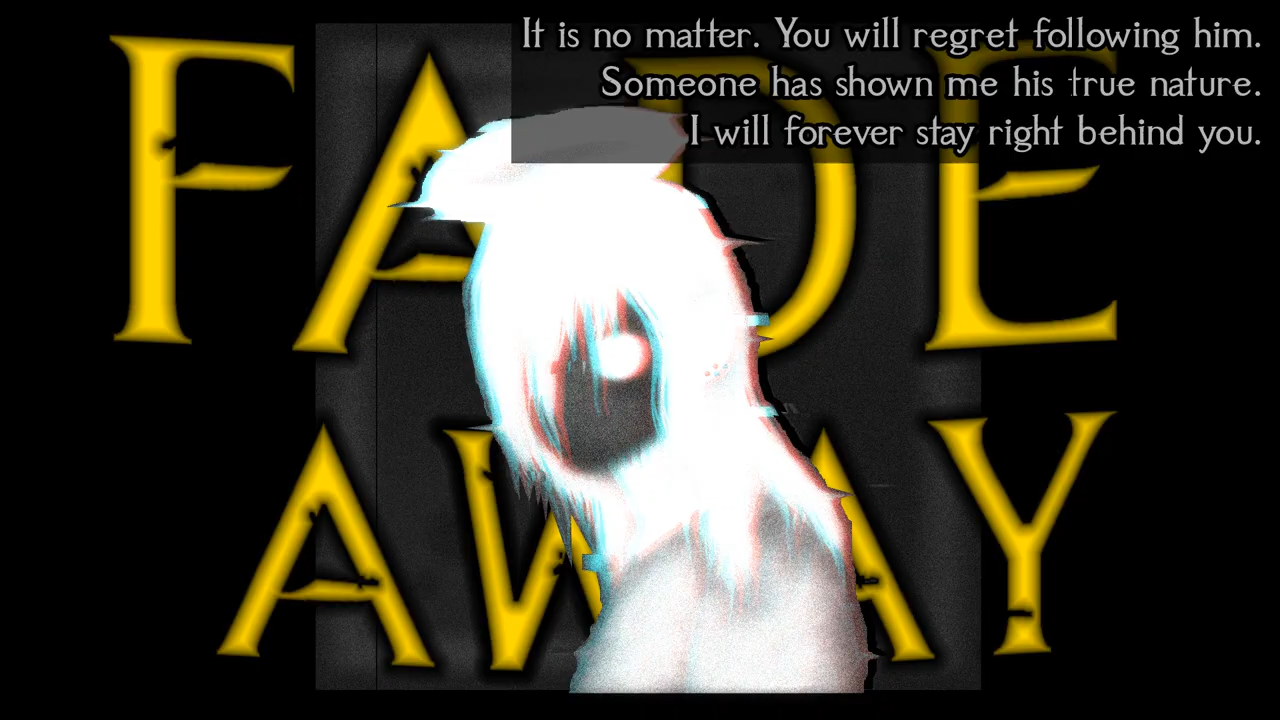 It is no matter. You will regret following him.
Someone has shown me his true nature.
I will forever stay right behind you.
FADE
AWAY